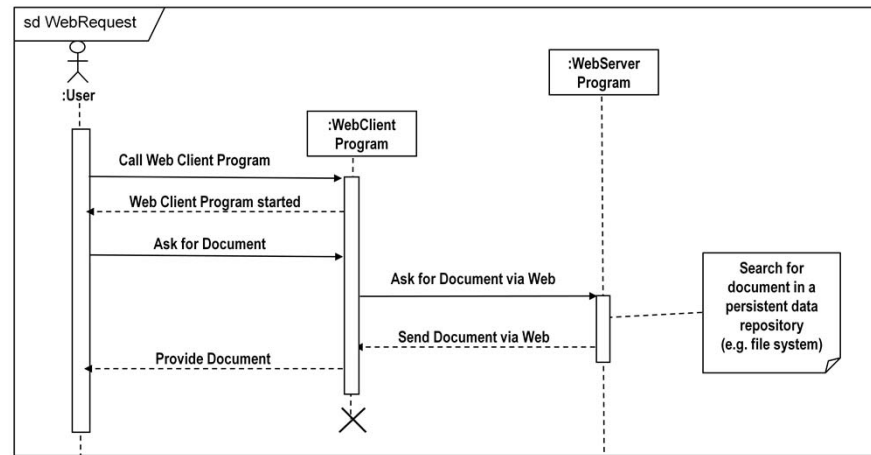 sd WebRequest
:User
:WebServer
Program
:WebClient
Program
Call Web Client Program
Web Client Program started
Ask for Document
Ask for Document via Web
Search for
document in a
persistent data
repository
(e.g. file system)
Send Document via Web
Provide Document